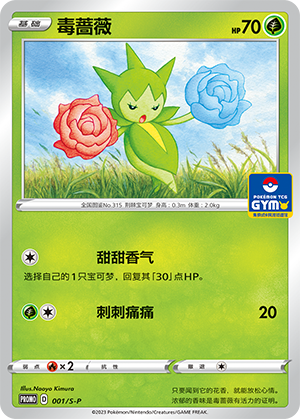 基础
毒蔷薇
HP70
全国图鉴No.315 荆棘宝可梦 身高：0.3m 体重：2.0kg
POKÉMON TCG
GYM
甜甜香气
选择自己的1只宝可梦，回复其「30」点HP。
刺刺痛痛 20
弱点 ×2 抵抗力 撤退
Illus.Naoyo Kimura
PROMO D 001/S-P
只要闻到它的花香，就能放松心情。
浓郁的香味是毒蔷薇有活力的证明。
©2023 Pokémon/Nintendo/Creatures/GAME FREAK.